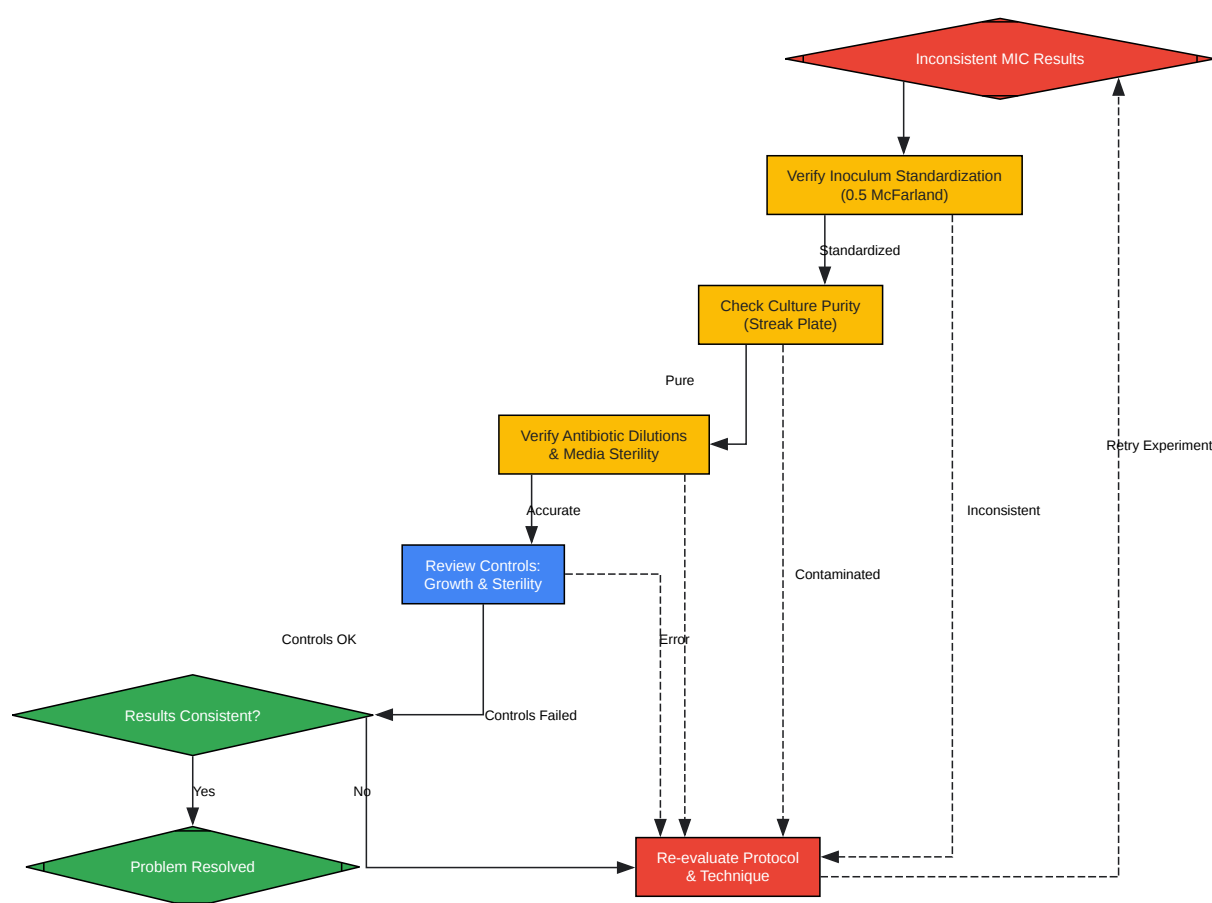 Inconsistent MIC Results
Verify Inoculum Standardization
(0.5 McFarland)
Standardized
Check Culture Purity
(Streak Plate)
Pure
Verify Antibiotic Dilutions
& Media Sterility
Retry Experiment
Accurate
Inconsistent
Review Controls:
Growth & Sterility
Contaminated
Controls OK
Error
Results Consistent?
Controls Failed
Yes
No
Problem Resolved
Re-evaluate Protocol
& Technique